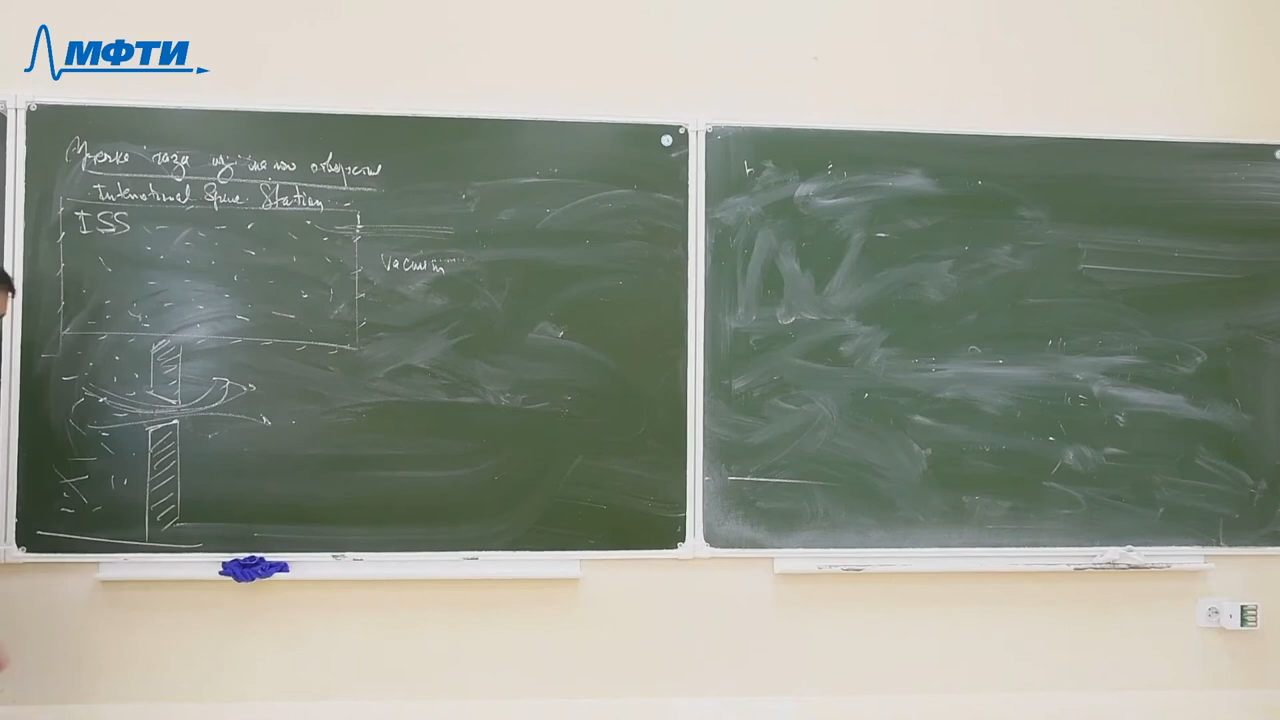 МФТИ
Утечка газа из малого отверстия
International Space Station
ISS
Vacuum